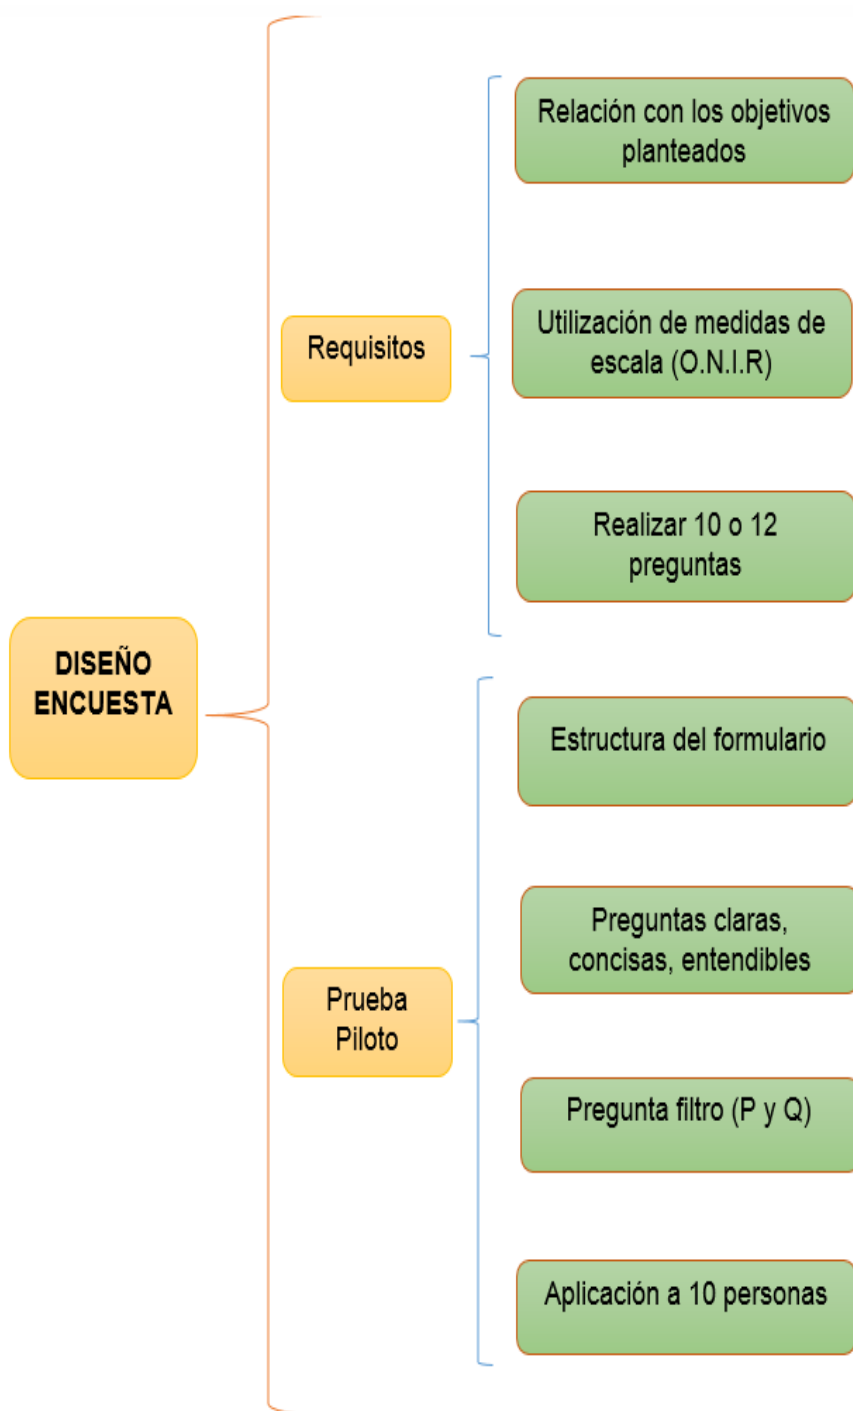 DISEÑO
ENCUESTA
Requisitos
Relación con los objetivos
planteados
Utilización de medidas de
escala (O.N.I.R)
Realizar 10 o 12
preguntas
Prueba
Piloto
Estructura del formulario
Preguntas claras,
concisas, entendibles
Pregunta filtro (P y Q)
Aplicación a 10 personas